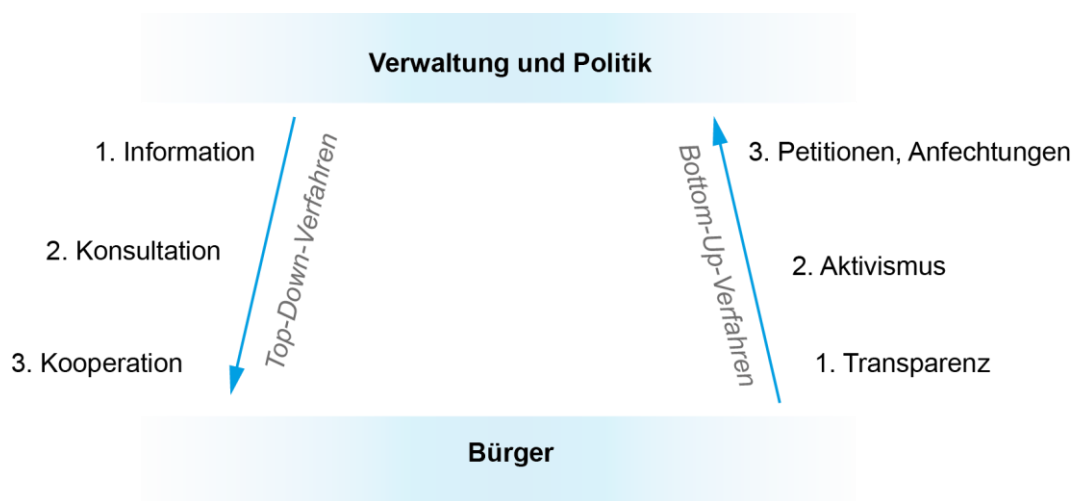 Verwaltung und Politik
1. Information
2. Konsultation
3. Kooperation
Top-Down-Verfahren
Bottom-Up-Verfahren
3. Petitionen, Anfechtungen
2. Aktivismus
1. Transparenz
Bürger